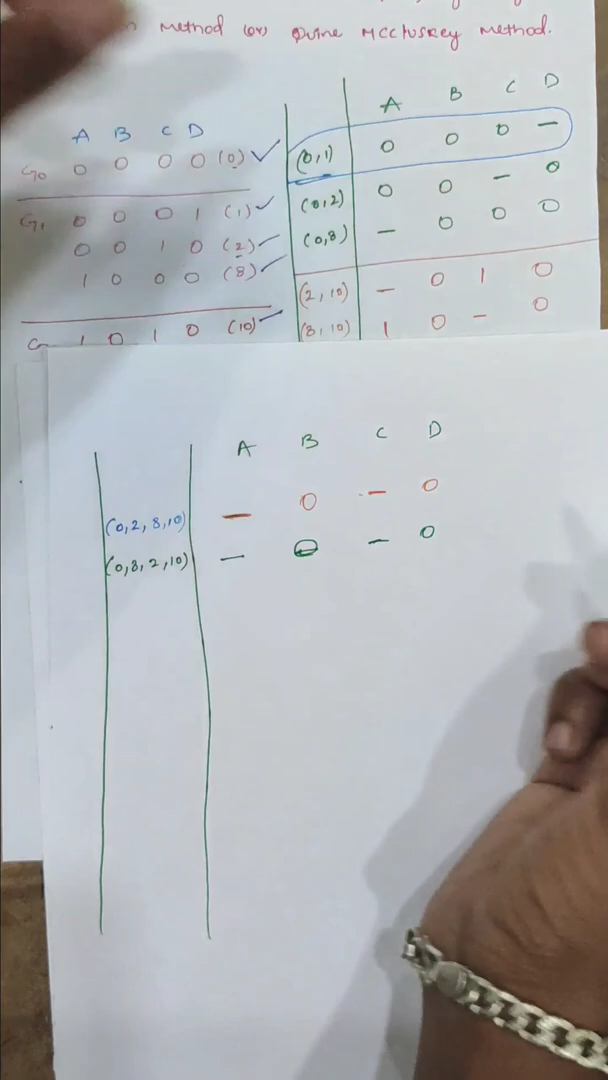 Method (or) Quine McCluskey Method.
A B C D
G0 0 0 0 0 (0) ✓
G1 0 0 0 1 (1) ✓
0 0 1 0 (2) ✓
1 0 0 0 (8) ✓
1 0 1 0 (10) ✓
A B C D
(0,1) 0 0 0 –
(0,2) 0 0 – 0
(0,8) – 0 0 0
(2,10) – 0 1 0
(8,10) 1 0 – 0
A B C D
(0,2,8,10) – 0 – 0
(0,8,2,10) – 0 – 0